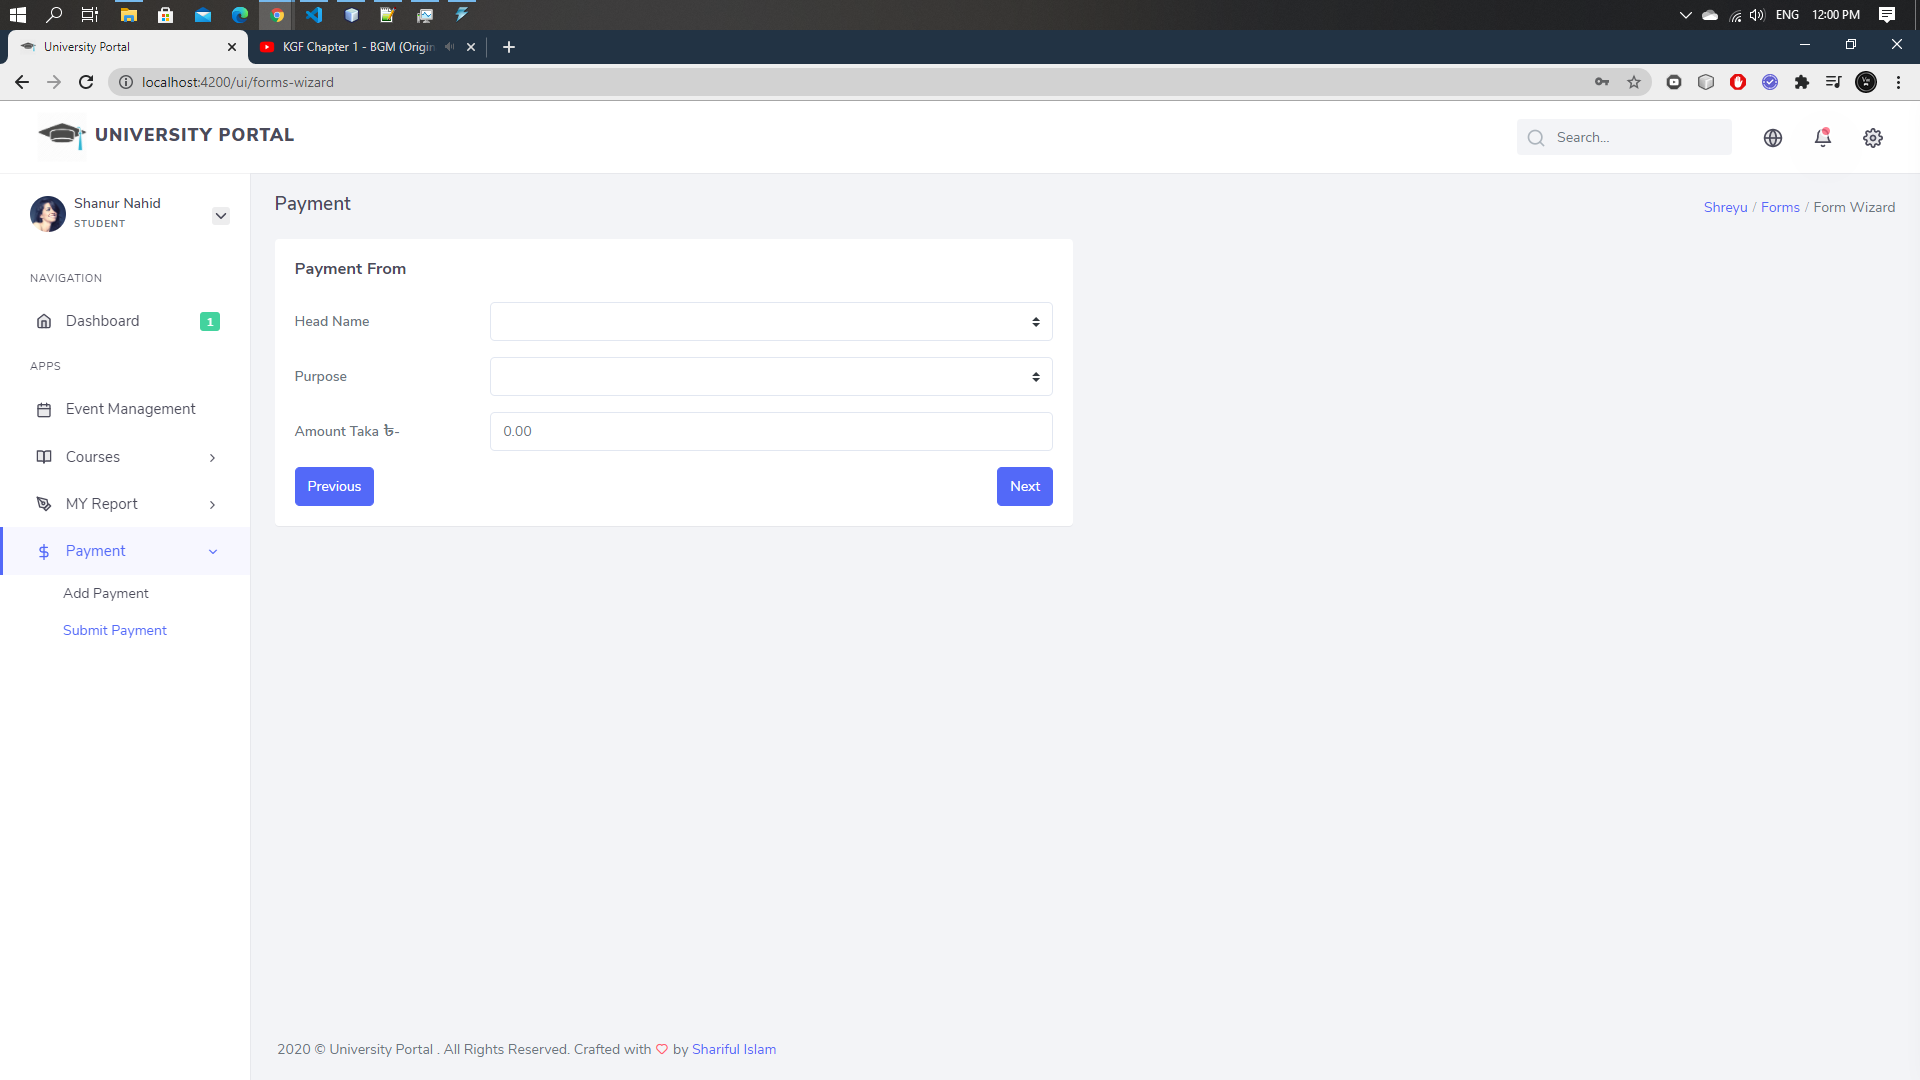 ENG 12:00 PM
University Portal
KGF Chapter 1 - BGM (Origin
localhost:4200/ui/forms-wizard
UNIVERSITY PORTAL
Search...
Shanur Nahid
STUDENT
Payment
Shreyu / Forms / Form Wizard
NAVIGATION
Dashboard 1
APPS
Event Management
Courses
MY Report
Payment
Add Payment
Submit Payment
Payment From
Head Name
Purpose
Amount Taka ৳-
0.00
Previous
Next
2020 © University Portal . All Rights Reserved. Crafted with ♡ by Shariful Islam